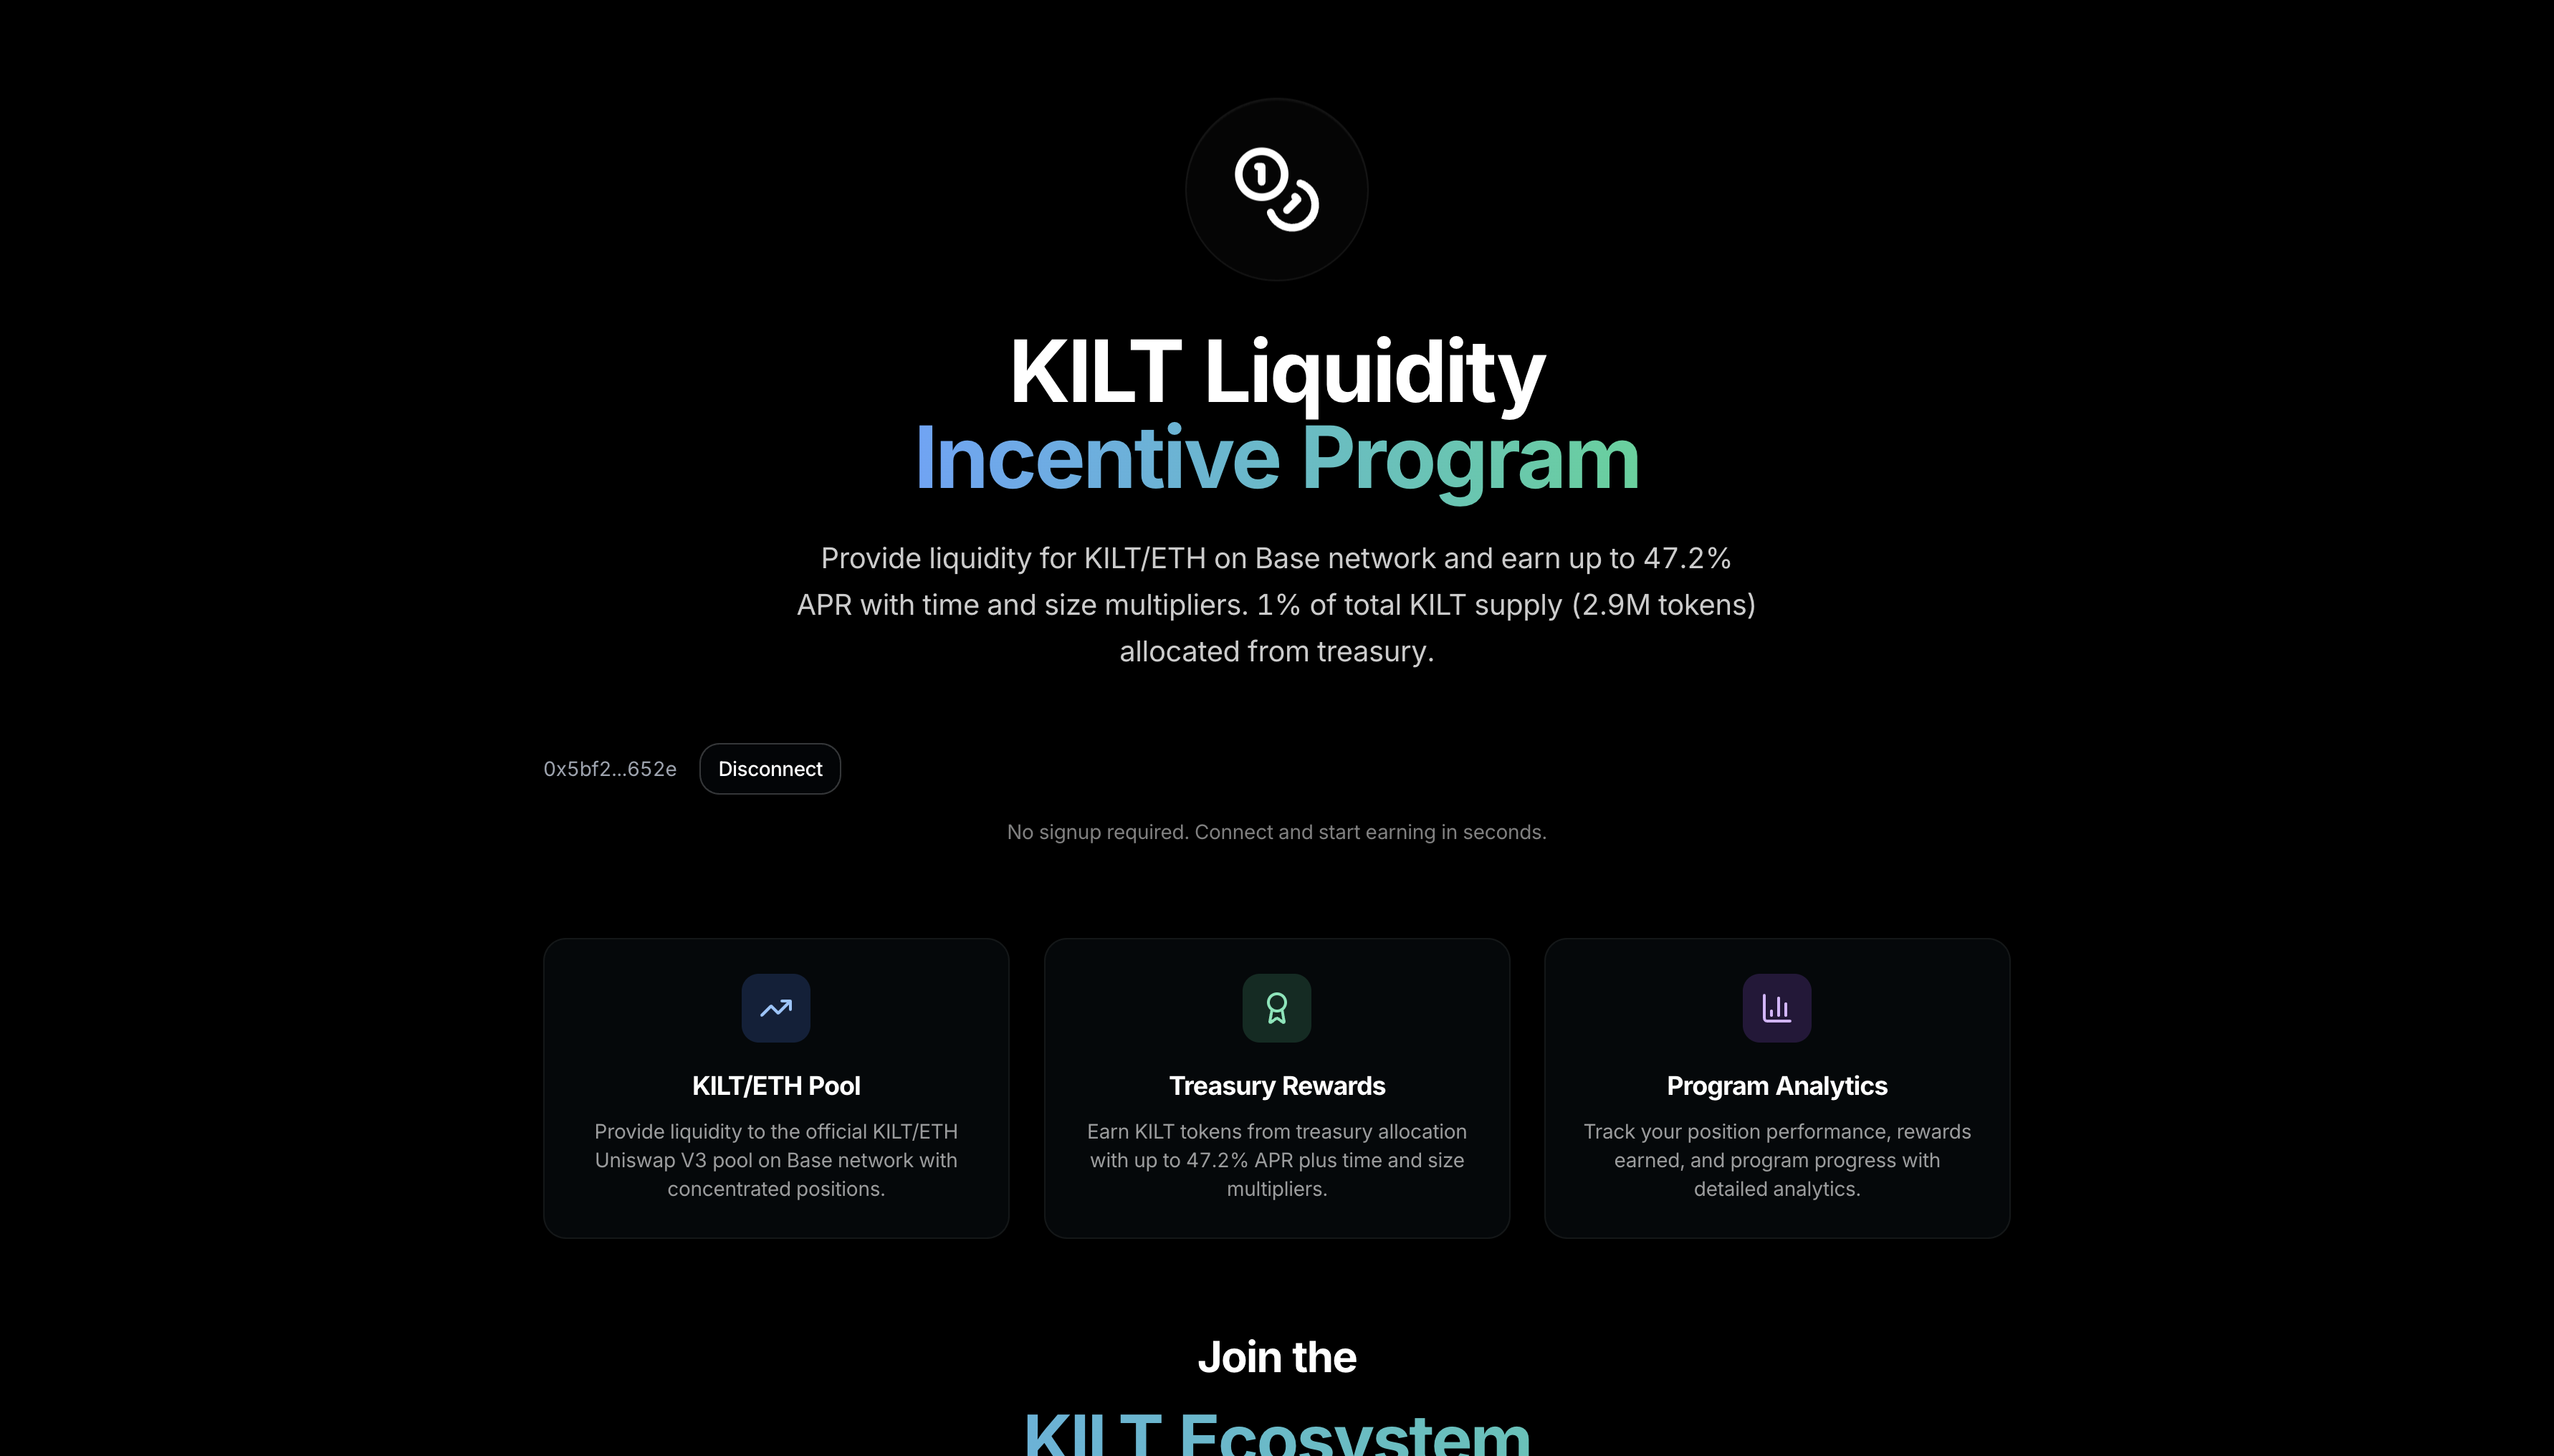 KILT Liquidity
Incentive Program
Provide liquidity for KILT/ETH on Base network and earn up to 47.2%
APR with time and size multipliers. 1% of total KILT supply (2.9M tokens)
allocated from treasury.
0x5bf2...652e
Disconnect
No signup required. Connect and start earning in seconds.
KILT/ETH Pool
Provide liquidity to the official KILT/ETH
Uniswap V3 pool on Base network with
concentrated positions.
Treasury Rewards
Earn KILT tokens from treasury allocation
with up to 47.2% APR plus time and size
multipliers.
Program Analytics
Track your position performance, rewards
earned, and program progress with
detailed analytics.
Join the
KILT Ecosystem